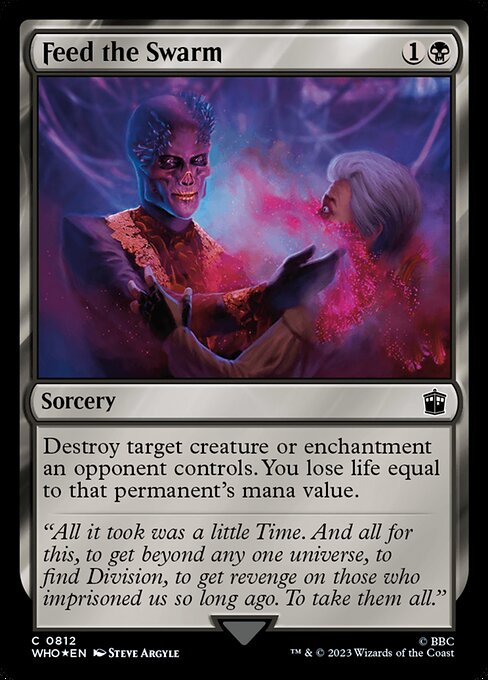 Feed the Swarm 1
Sorcery
Destroy target creature or enchantment
an opponent controls. You lose life equal
to that permanent's mana value.
“All it took was a little Time. And all for
this, to get beyond any one universe, to
find Division, to get revenge on those who
imprisoned us so long ago. To take them all.”
C 0812
WHO★EN Steve Argyle
© BBC
™ & © 2023 Wizards of the Coast